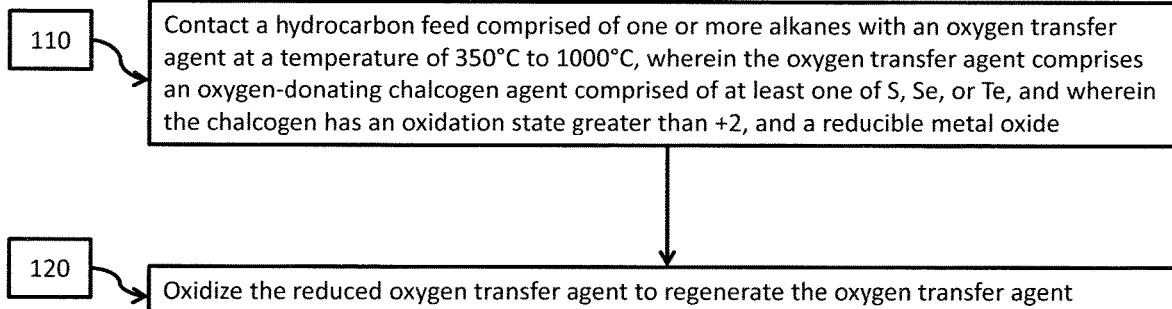 110
Contact a hydrocarbon feed comprised of one or more alkanes with an oxygen transfer
agent at a temperature of 350°C to 1000°C, wherein the oxygen transfer agent comprises
an oxygen-donating chalcogen agent comprised of at least one of S, Se, or Te, and wherein
the chalcogen has an oxidation state greater than +2, and a reducible metal oxide
120
Oxidize the reduced oxygen transfer agent to regenerate the oxygen transfer agent